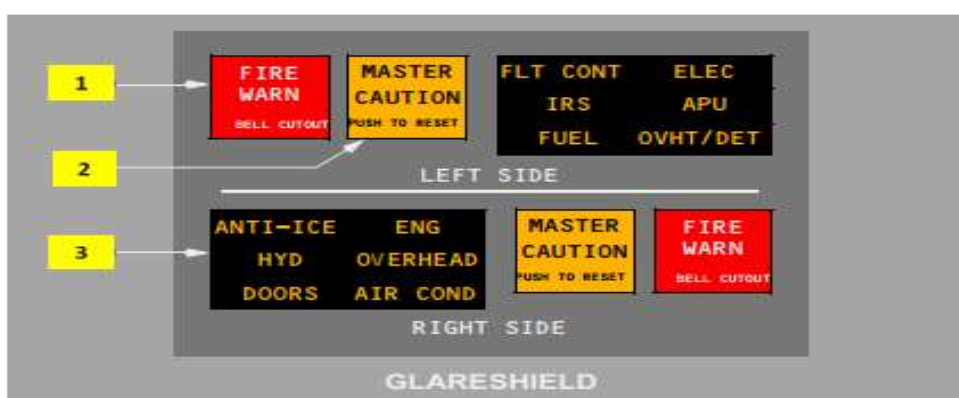 1
FIRE WARN BELL CUTOUT
MASTER CAUTION PUSH TO RESET
FLT CONT ELEC
IRS APU
FUEL OVHT/DET
2
LEFT SIDE
3
ANTI-ICE ENG
HYD OVERHEAD
DOORS AIR COND
MASTER CAUTION PUSH TO RESET
FIRE WARN BELL CUTOUT
RIGHT SIDE
GLARESHIELD